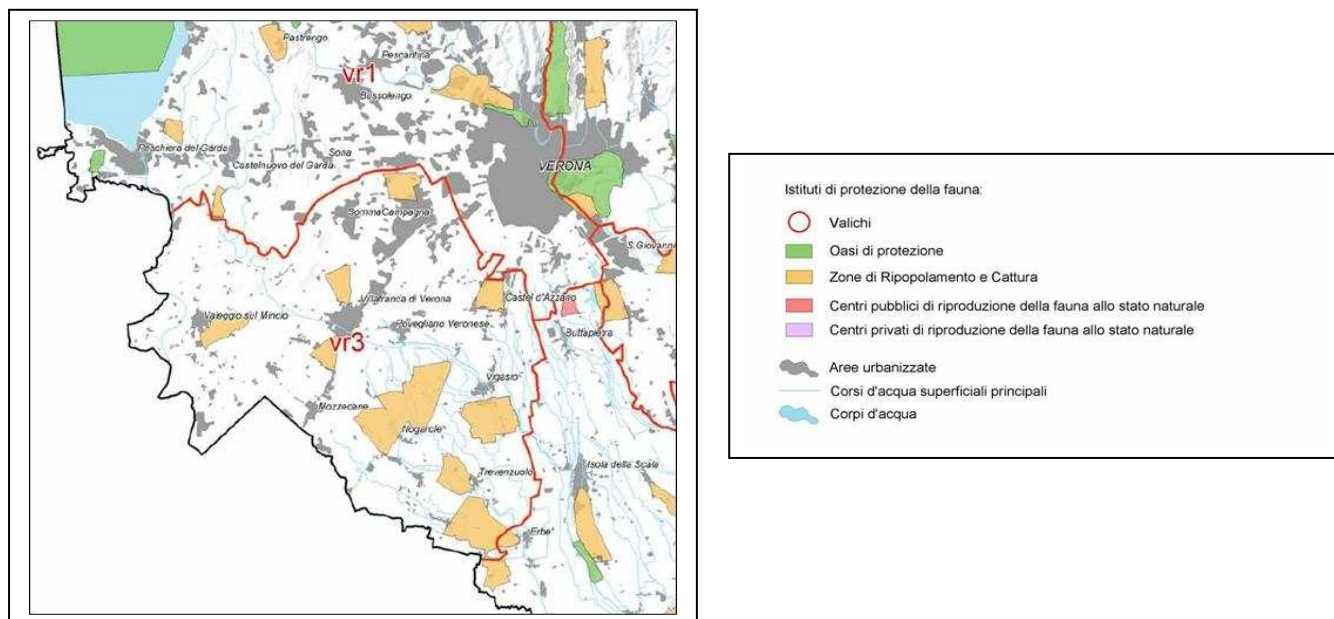 Pastrengo
Pescantina
vr1
Bussolengo
Peschiera del Garda
Castelnuovo del Garda
Sona
VERONA
SommaCampagna
S.Giovanni
Villafranca di Verona
Castel d'Azzano
Valeggio sul Mincio
Povegliano Veronese
Buttapietra
vr3
Vigasio
Mozzecane
Nogarole
Trevenzuolo
Isola della Scala
Erbe'
Istituti di protezione della fauna:
Valichi
Oasi di protezione
Zone di Ripopolamento e Cattura
Centri pubblici di riproduzione della fauna allo stato naturale
Centri privati di riproduzione della fauna allo stato naturale
Aree urbanizzate
Corsi d'acqua superficiali principali
Corpi d'acqua